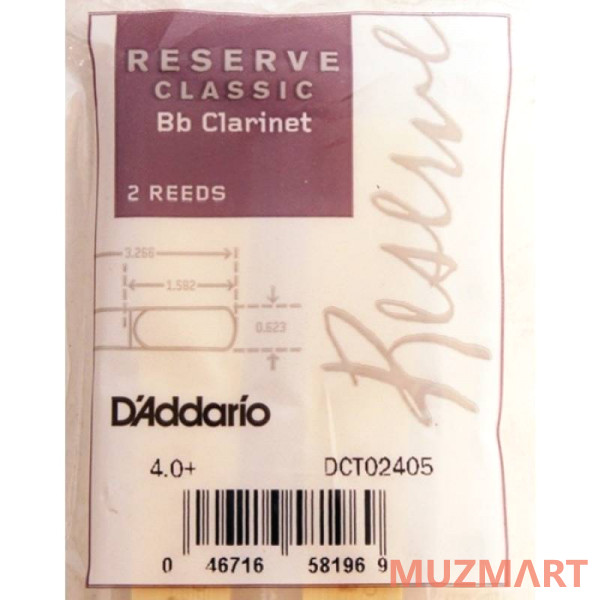 RESERVE
CLASSIC
Bb Clarinet
2 REEDS
Reserve
3.266
1.582
0.623
D'Addario
4.0+
DCT02405
0 46716 58196 9
MUZMART